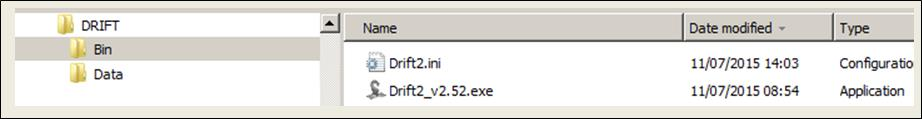 DRIFT
Bin
Data
Name Date modified Type
Drift2.ini 11/07/2015 14:03 Configuratio
Drift2_v2.52.exe 11/07/2015 08:54 Application